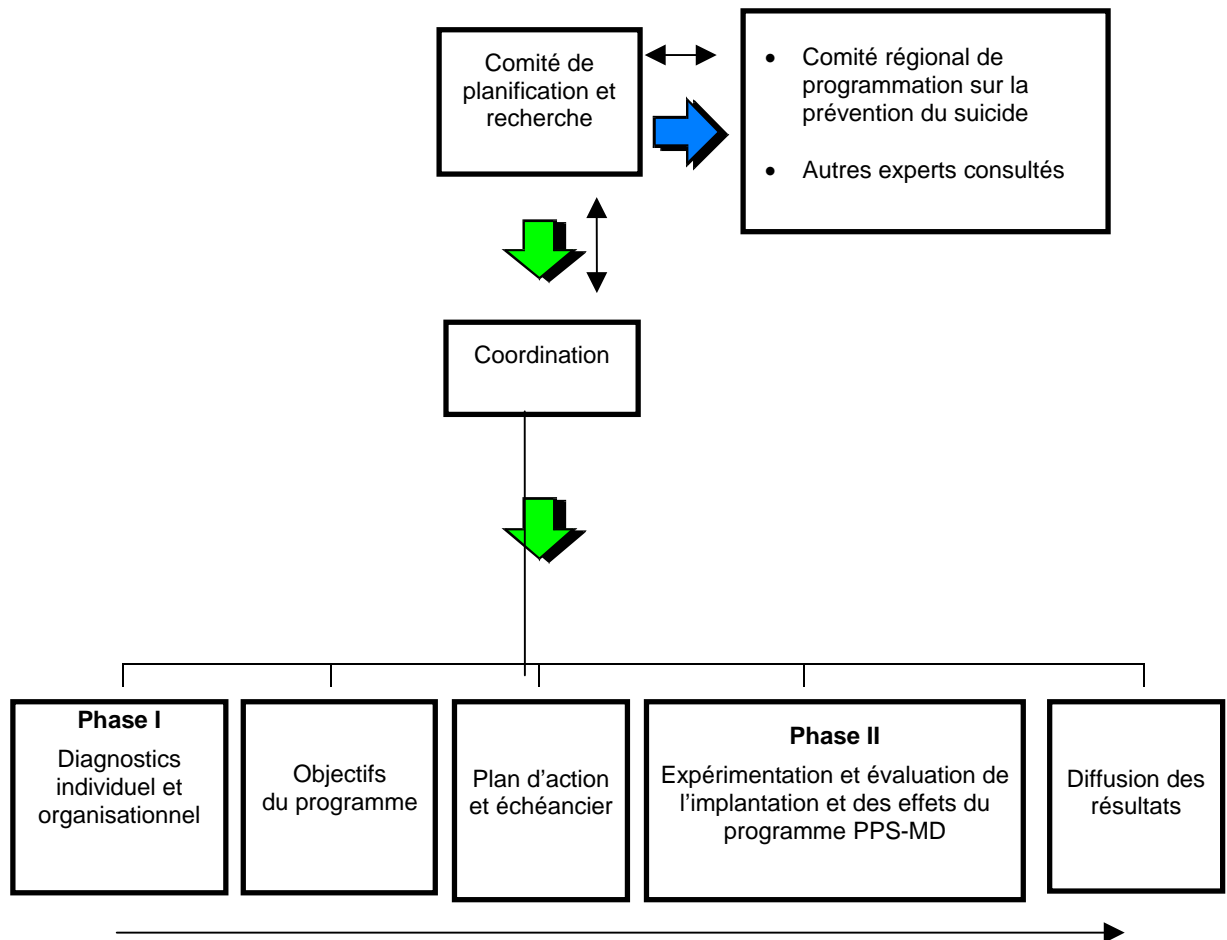 Comité de
planification et
recherche
• Comité régional de
programmation sur la
prévention du suicide
• Autres experts consultés
Coordination
Phase I
Diagnostics
individuel et
organisationnel
Objectifs
du programme
Plan d’action
et échéancier
Phase II
Expérimentation et évaluation de
l’implantation et des effets du
programme PPS-MD
Diffusion des
résultats